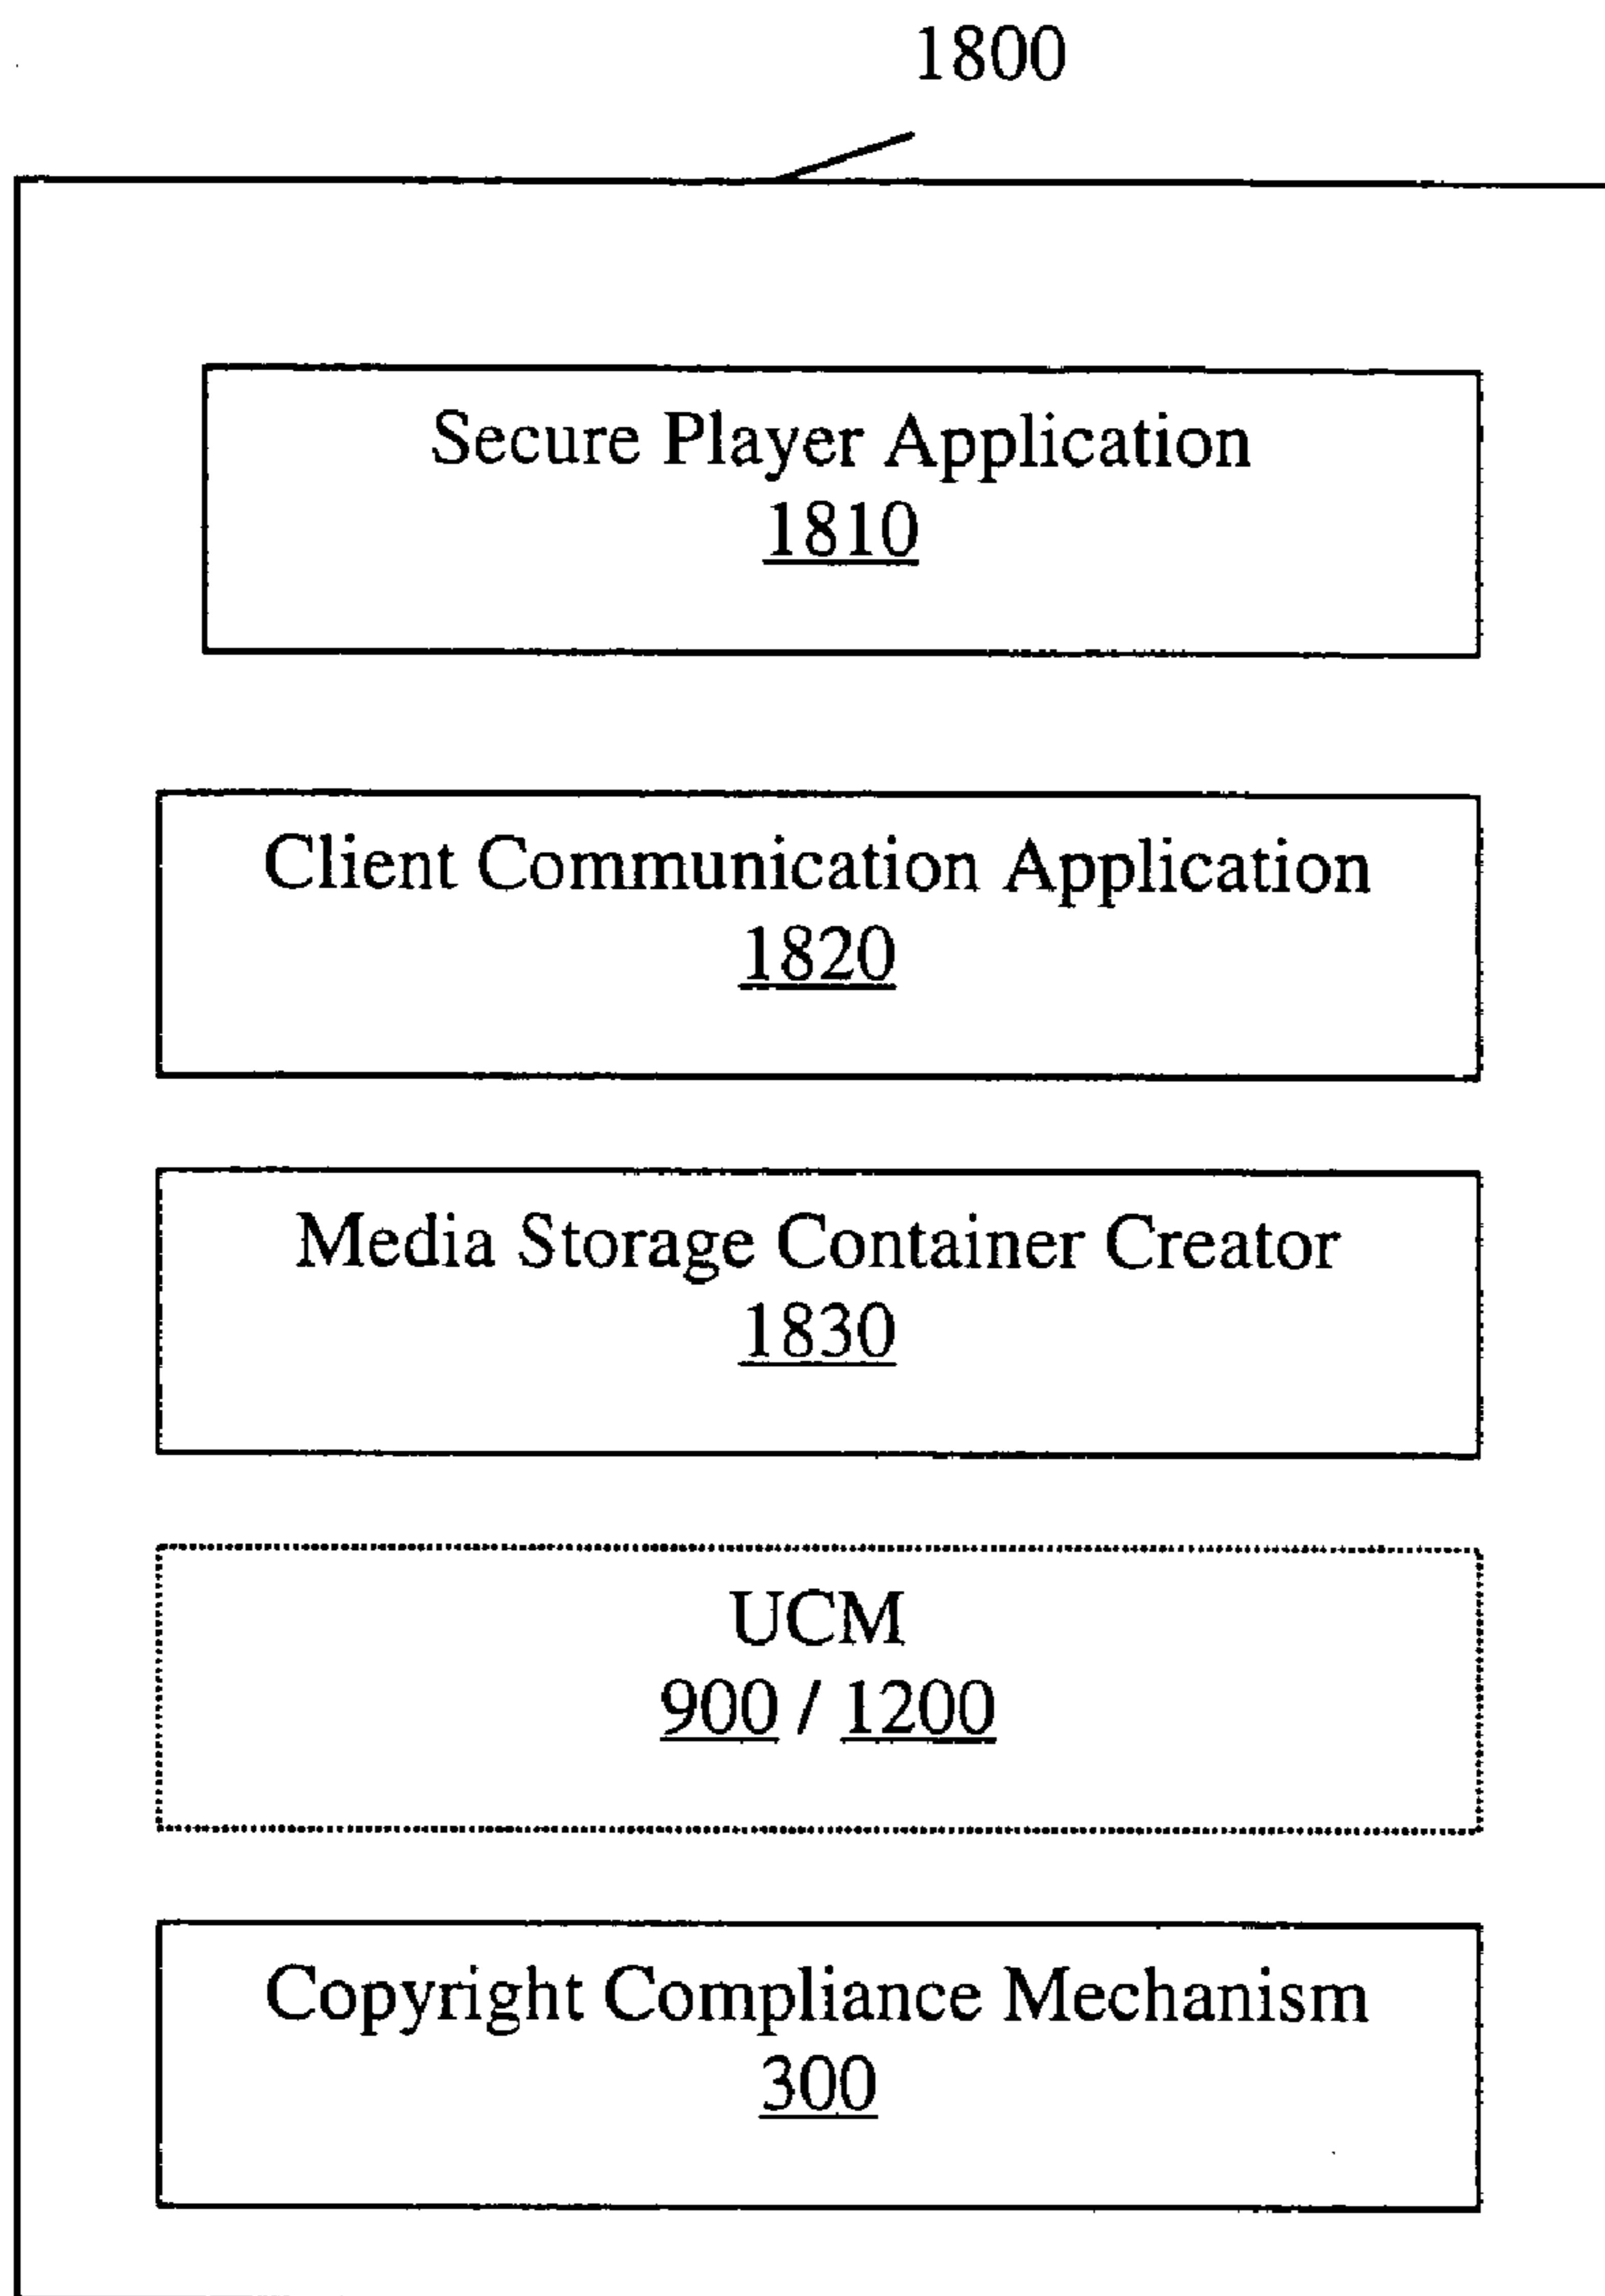 1800
Secure Player Application
1810
Client Communication Application
1820
Media Storage Container Creator
1830
UCM
900 / 1200
Copyright Compliance Mechanism
300